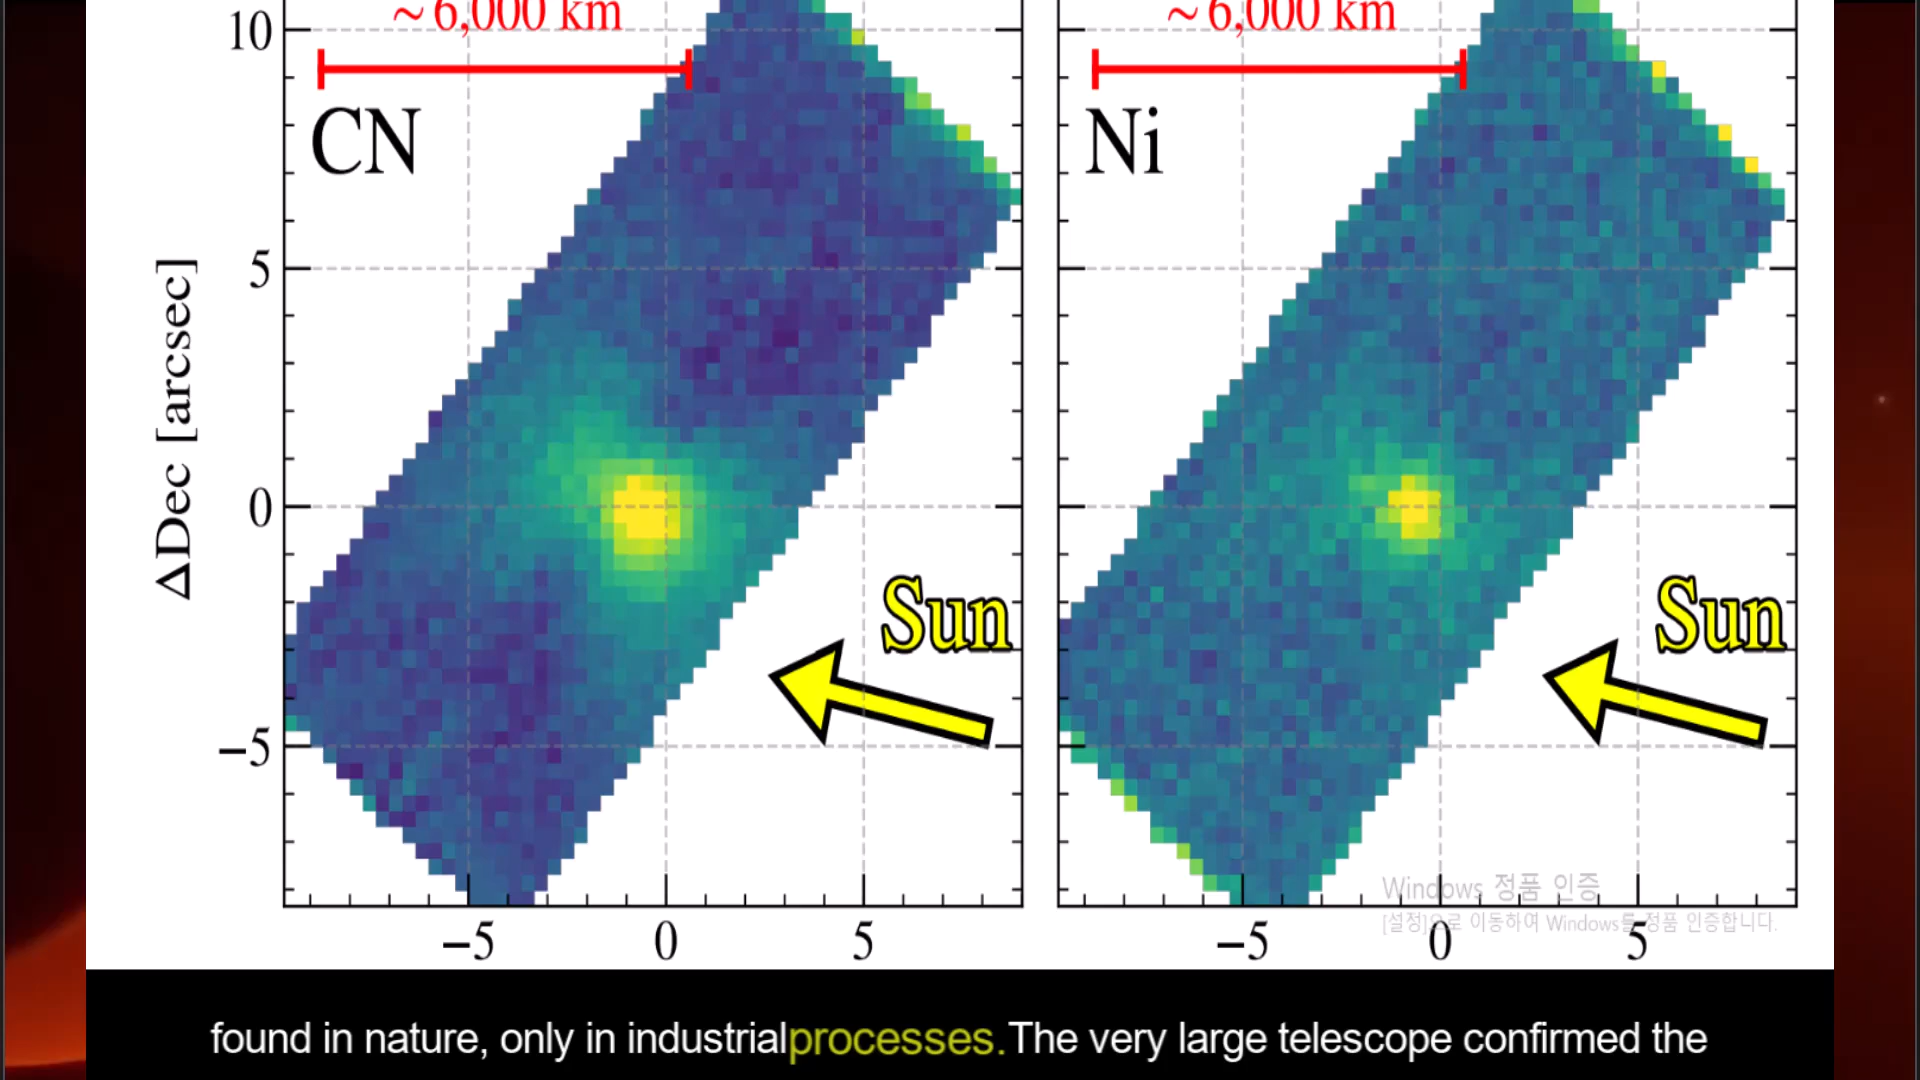 ~6,000 km
~6,000 km
10
CN
Ni
5
ΔDec [arcsec]
0
Sun
Sun
−5
Windows 정품 인증
[설정]으로 이동하여 Windows를 정품 인증합니다.
−5 0 5
−5 0 5
found in nature, only in industrial processes. The very large telescope confirmed the